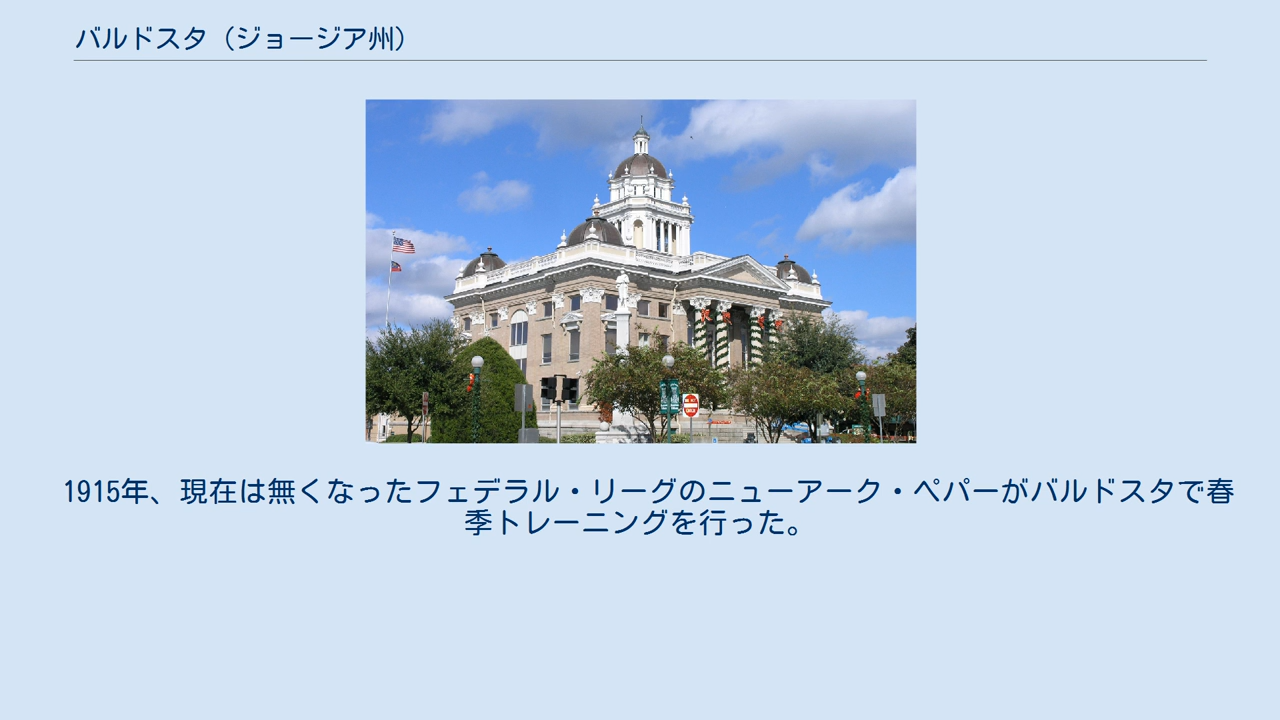 バルドスタ（ジョージア州）
1915年、現在は無くなったフェデラル・リーグのニューアーク・ペパーがバルドスタで春
季トレーニングを行った。